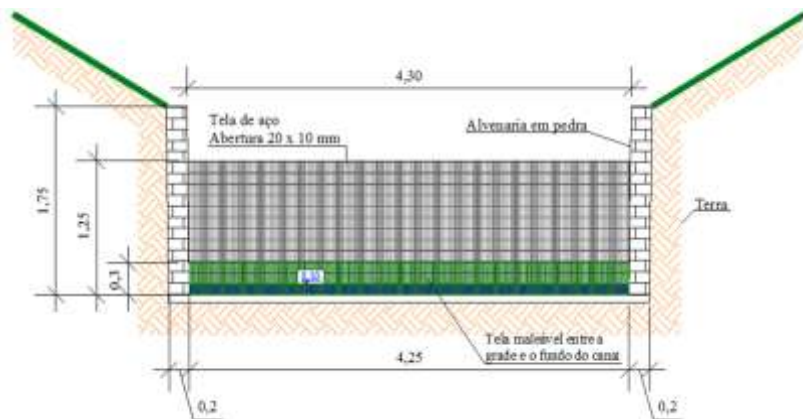 4,30
Tela de aço
Abertura 20 x 10 mm
Alvenaria em pedra
1,75
1,25
Terra
0,3
Tela maleável entre a
grade e o fundo do canal
4,25
0,2
0,2